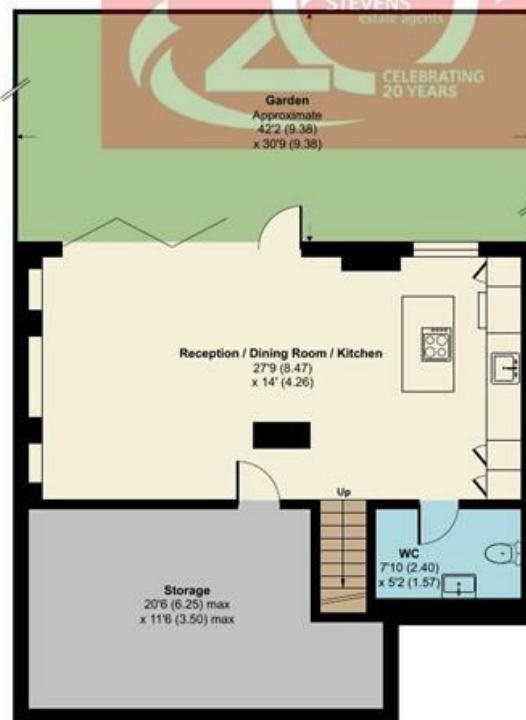 STEVENS
estate agents
20
CELEBRATING
20 YEARS
Garden
Approximate
42'2 (9.38)
x 30'9 (9.38)
Reception / Dining Room / Kitchen
27'9 (8.47)
x 14' (4.26)
Up
WC
7'10 (2.40)
x 5'2 (1.57)
Storage
20'6 (6.25) max
x 11'6 (3.50) max